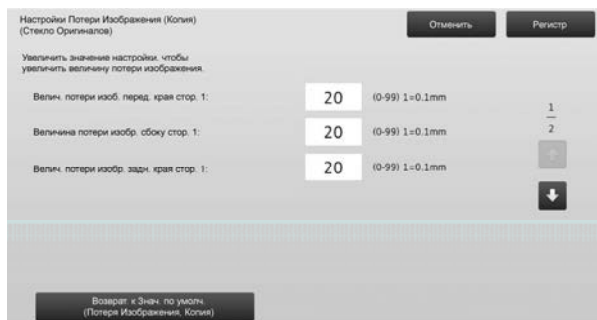 Настройки Потери Изображения (Копия)
(Стекло Оригиналов)
Отменить
Регистр
Увеличить значение настройки, чтобы
увеличить величину потери изображения.
Велич. потери изоб. перед. края стор. 1: 20 (0-99) 1=0.1mm
Величина потери изобр. сбоку стор. 1: 20 (0-99) 1=0.1mm
Велич. потери изобр. задн. края стор. 1: 20 (0-99) 1=0.1mm
1
2
Возврат к Знач. по умолч.
(Потеря Изображения, Копия)